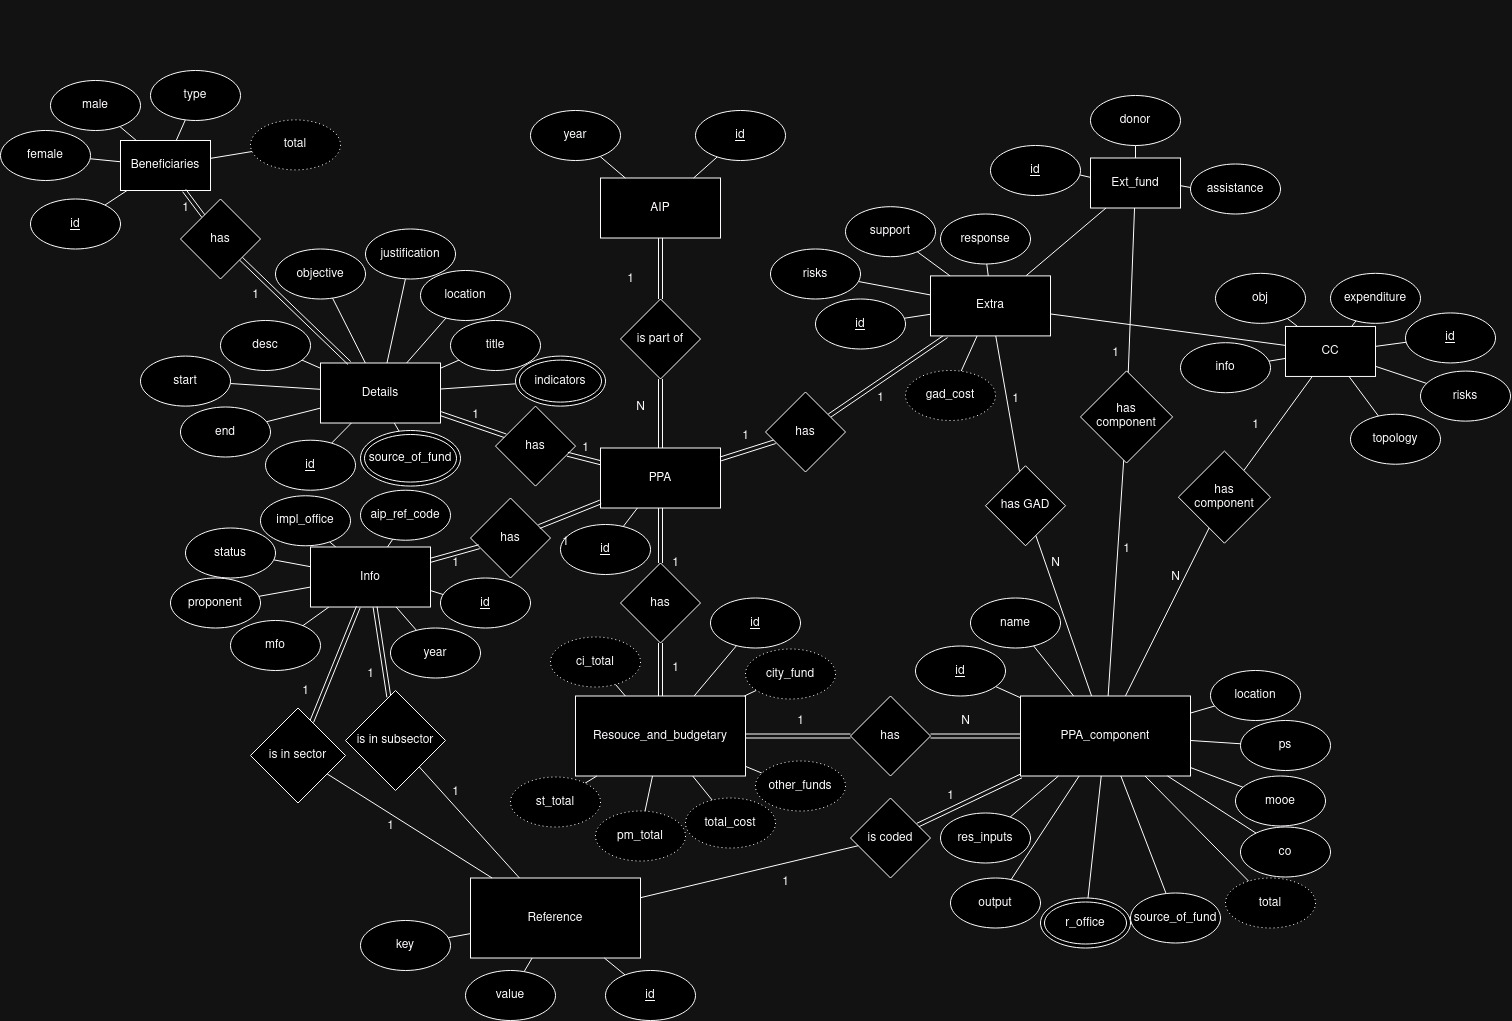 donor
type
male
year
id
total
female
Beneficiaries
id
Ext_fund
assistance
1
AIP
id
support
response
has
justification
objective
risks
1
1
location
obj
expenditure
Extra
id
is part of
id
desc
title
CC
1
info
start
indicators
Details
gad_cost
1
1
risks
N
1
has
component
1
end
has
1
has
topology
1
has
1
source_of_fund
id
PPA
has
component
has GAD
aip_ref_code
impl_office
has
1
id
1
status
1
1
N
Info
N
proponent
id
has
id
name
mfo
year
ci_total
1
1
id
city_fund
1
location
1
N
is in subsector
Resouce_and_budgetary
has
PPA_component
ps
is in sector
other_funds
1
1
st_total
mooe
total_cost
1
pm_total
is coded
res_inputs
co
1
output
total
Reference
source_of_fund
r_office
key
value
id